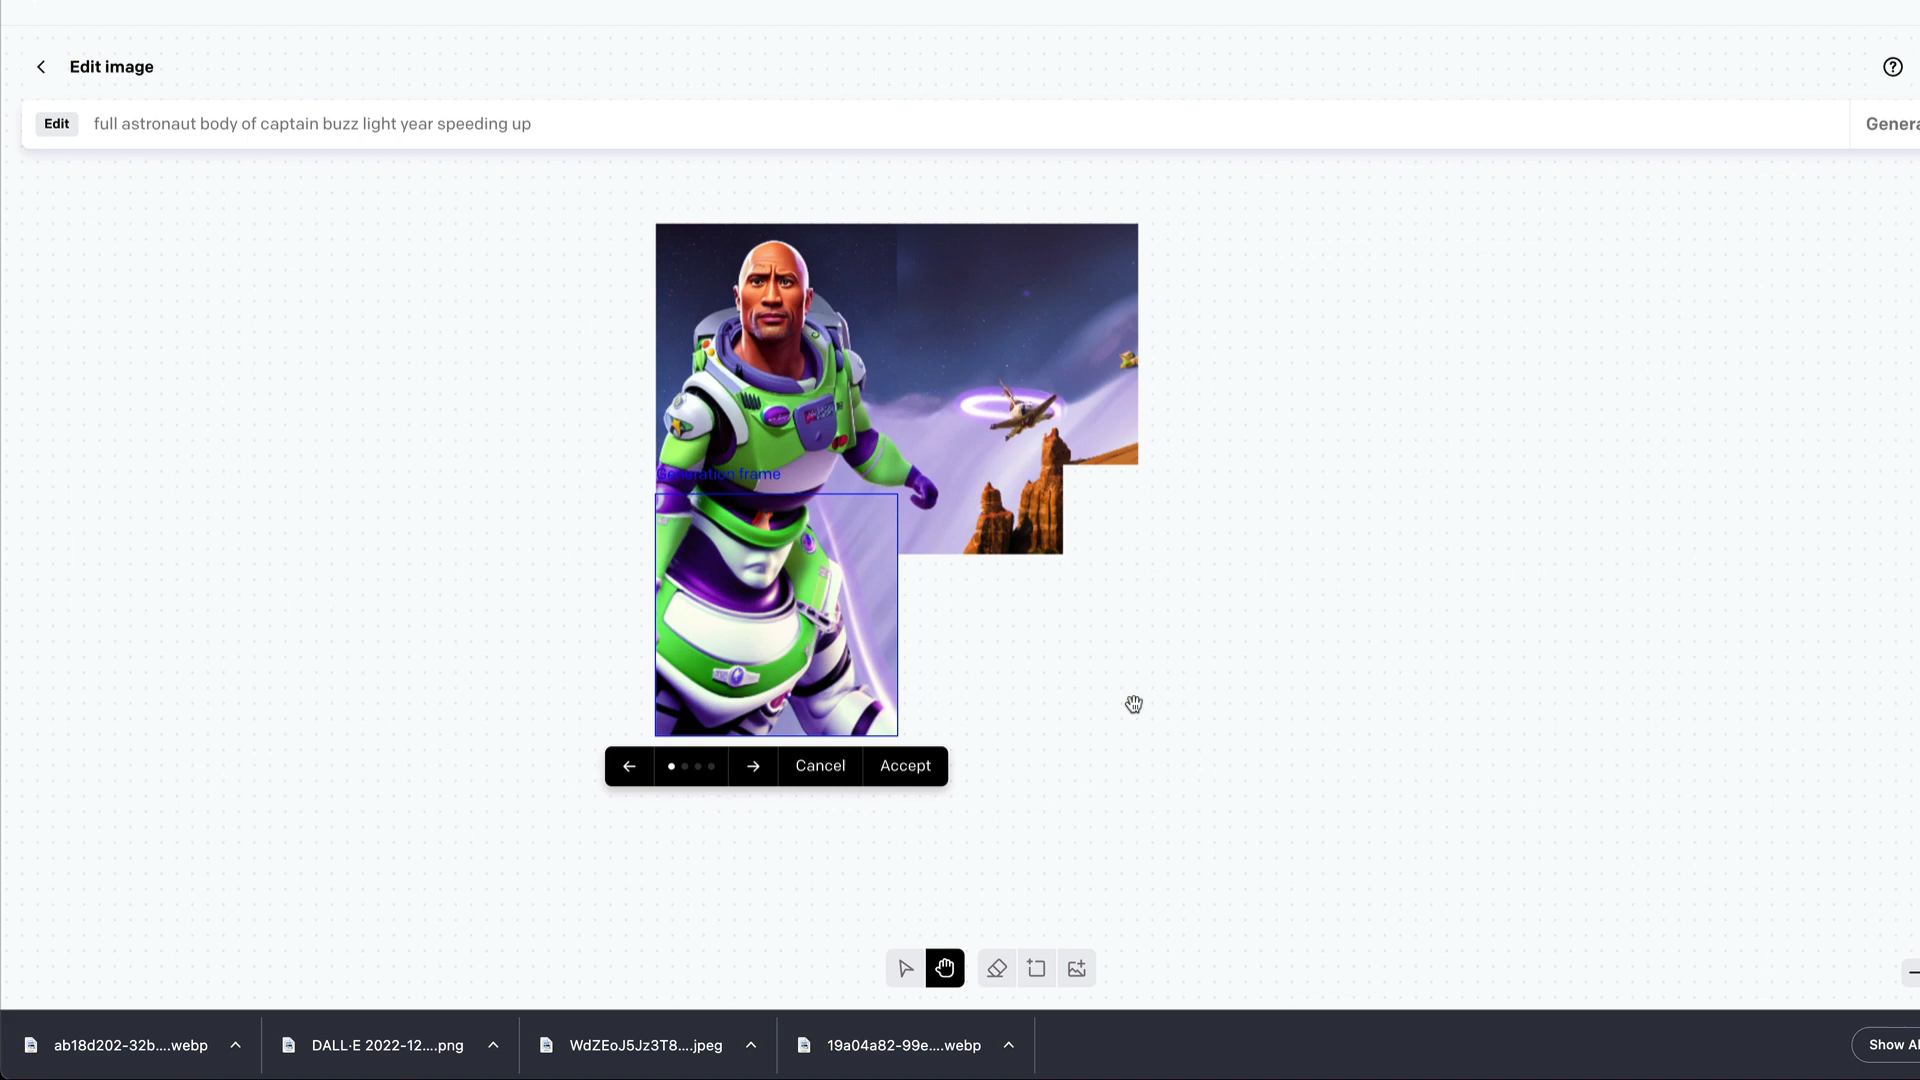 Edit image
Edit full astronaut body of captain buzz light year speeding up
Genera
Generation frame
Cancel Accept
ab18d202-32b....webp
DALL·E 2022-12....png
WdZEoJ5Jz3T8....jpeg
19a04a82-99e....webp
Show Al